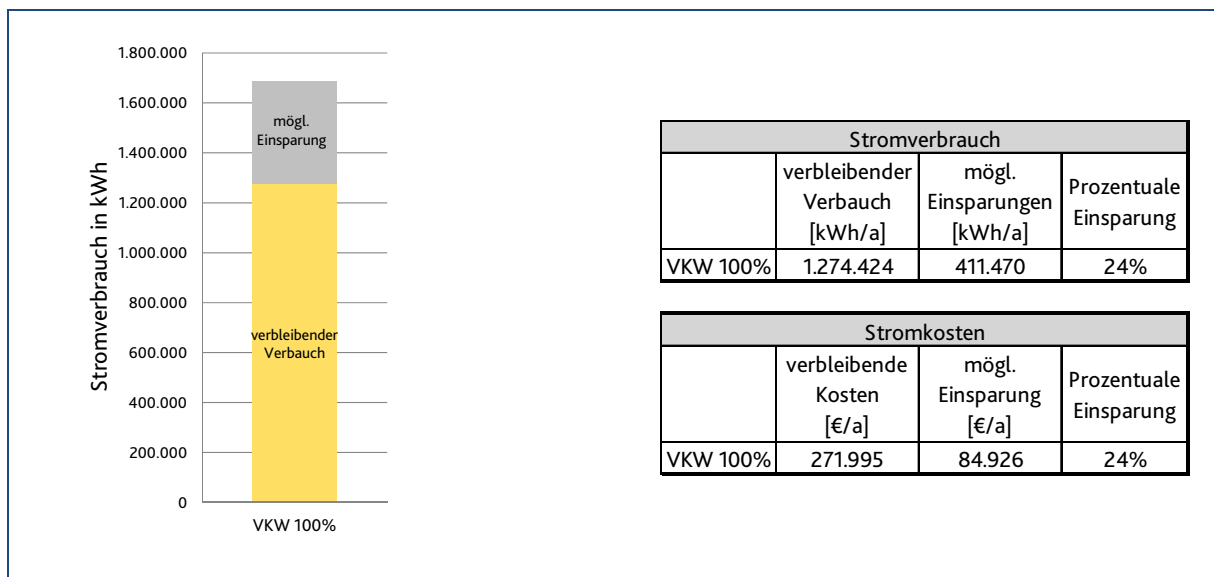 Stromverbrauch in kWh
1.800.000
1.600.000
1.400.000
1.200.000
1.000.000
800.000
600.000
400.000
200.000
0
mögl.
Einsparung
verbleibender
Verbauch
VKW 100%
Stromverbrauch
verbleibender
Verbauch
[kWh/a]
mögl.
Einsparungen
[kWh/a]
Prozentuale
Einsparung
VKW 100% 1.274.424 411.470 24%
Stromkosten
verbleibende
Kosten
[€/a]
mögl.
Einsparung
[€/a]
Prozentuale
Einsparung
VKW 100% 271.995 84.926 24%